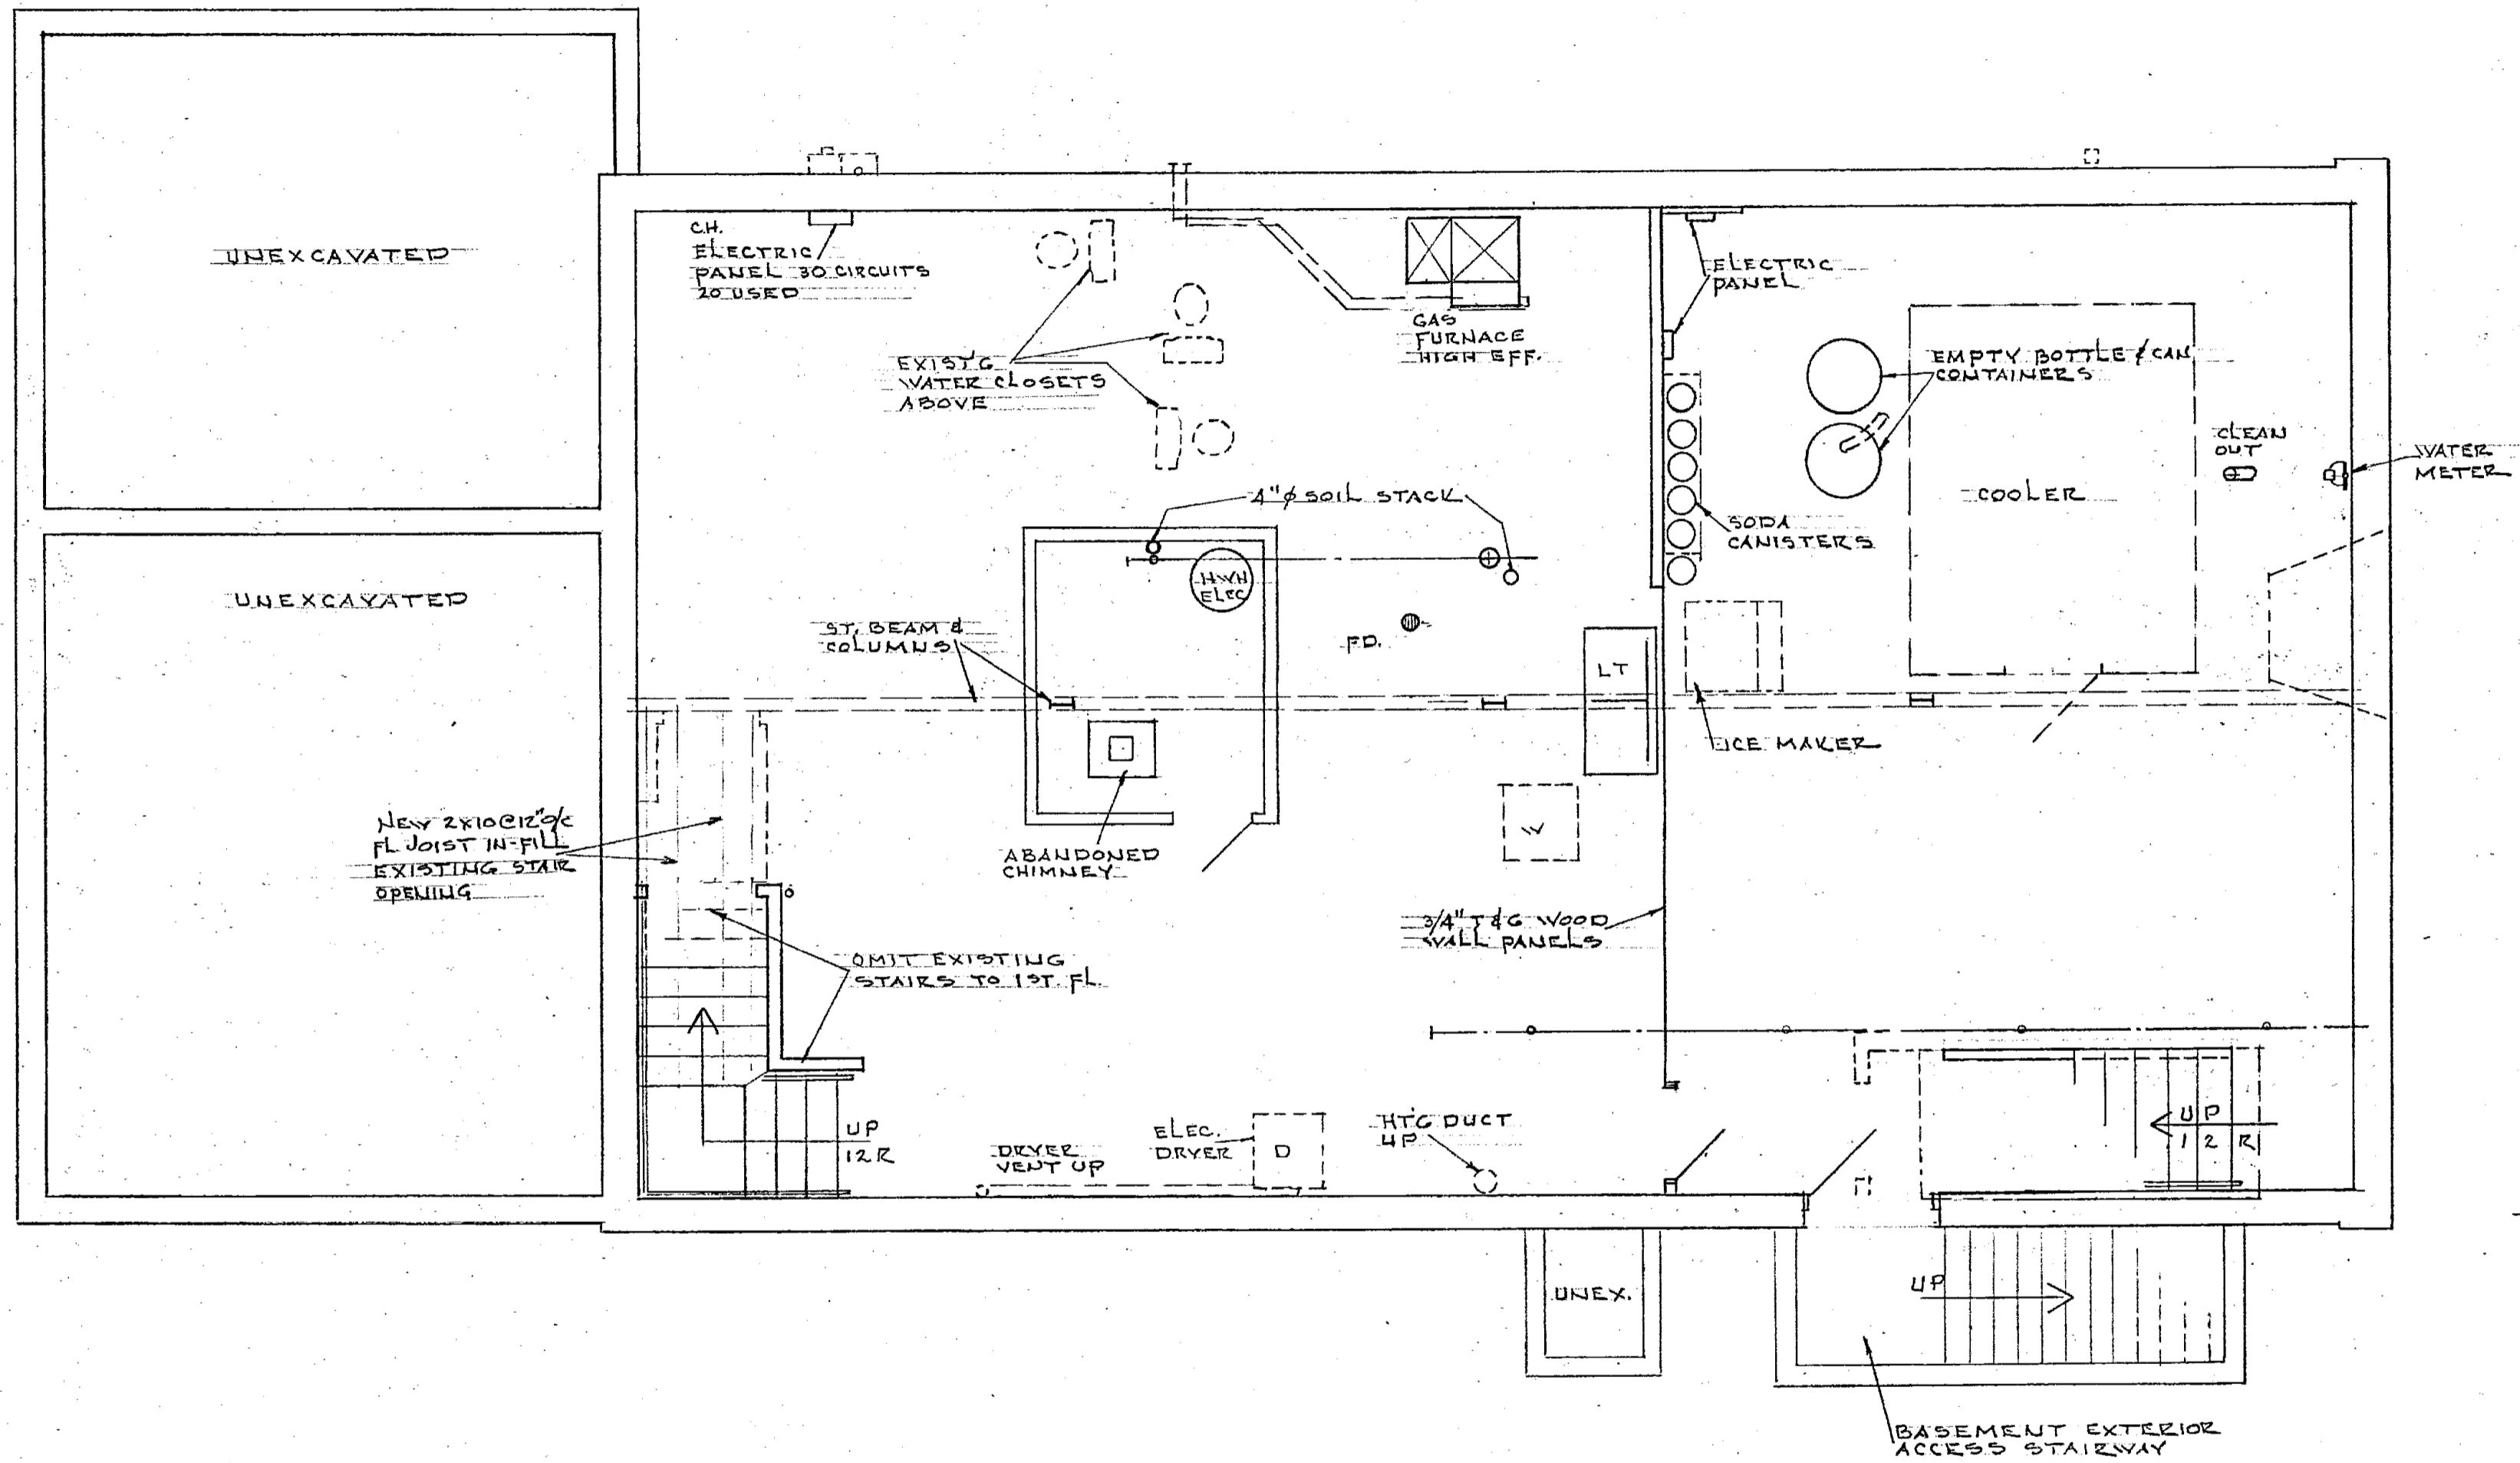 UNEXCAVATED
C.H.
ELECTRIC
PANEL 30 CIRCUITS
20 USED
EXIST'G
WATER CLOSETS
ABOVE
GAS
FURNACE
HIGH EFF.
ELECTRIC
PANEL
EMPTY BOTTLE & CAN
CONTAINERS
CLEAN
OUT
WATER
METER
COOLER
4"ϕ SOIL STACK
SODA
CANISTERS
HWH
ELEC
UNEXCAVATED
ST. BEAM &
COLUMNS
FD.
LT
ICE MAKER
NEW 2X10@12"O/C
FL JOIST IN-FILL
EXISTING STAIR
OPENING
W
ABANDONED
CHIMNEY
3/4" T&G WOOD
WALL PANELS
OMIT EXISTING
STAIRS TO 1ST. FL.
UP
12R
DRYER
VENT UP
ELEC.
DRYER
D
HT'G DUCT
UP
UP
12R
UNEX.
UP
BASEMENT EXTERIOR
ACCESS STAIRWAY